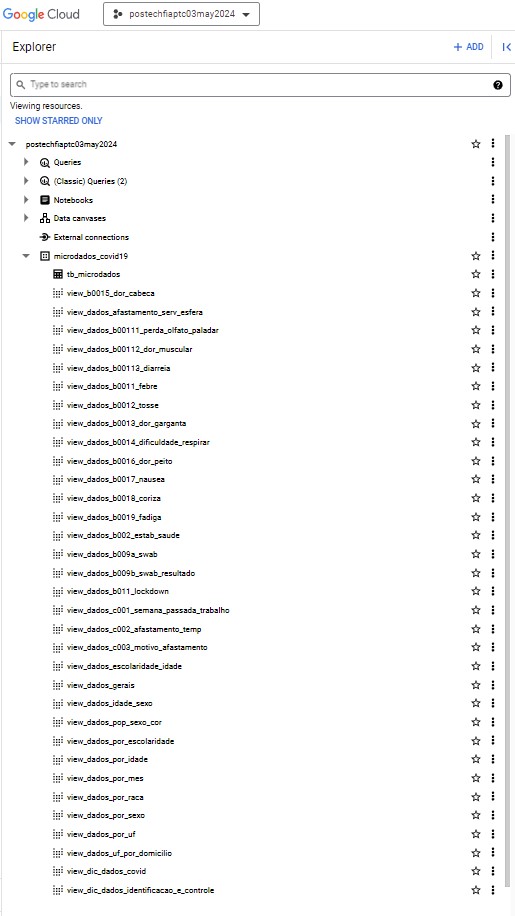 Google Cloud postechfiaptc03may2024
Explorer + ADD
Type to search
Viewing resources.
SHOW STARRED ONLY
postechfiaptc03may2024
Queries
(Classic) Queries (2)
Notebooks
Data canvases
External connections
microdados_covid19
tb_microdados
view_b0015_dor_cabeca
view_dados_afastamento_serv_esfera
view_dados_b00111_perda_olfato_paladar
view_dados_b00112_dor_muscular
view_dados_b00113_diarreia
view_dados_b0011_febre
view_dados_b0012_tosse
view_dados_b0013_dor_garganta
view_dados_b0014_dificuldade_respirar
view_dados_b0016_dor_peito
view_dados_b0017_nausea
view_dados_b0018_coriza
view_dados_b0019_fadiga
view_dados_b002_estab_saude
view_dados_b009a_swab
view_dados_b009b_swab_resultado
view_dados_b011_lockdown
view_dados_c001_semana_passada_trabalho
view_dados_c002_afastamento_temp
view_dados_c003_motivo_afastamento
view_dados_escolaridade_idade
view_dados_gerais
view_dados_idade_sexo
view_dados_pop_sexo_cor
view_dados_por_escolaridade
view_dados_por_idade
view_dados_por_mes
view_dados_por_raca
view_dados_por_sexo
view_dados_por_uf
view_dados_uf_por_domicilio
view_dic_dados_covid
view_dic_dados_identificacao_e_controle